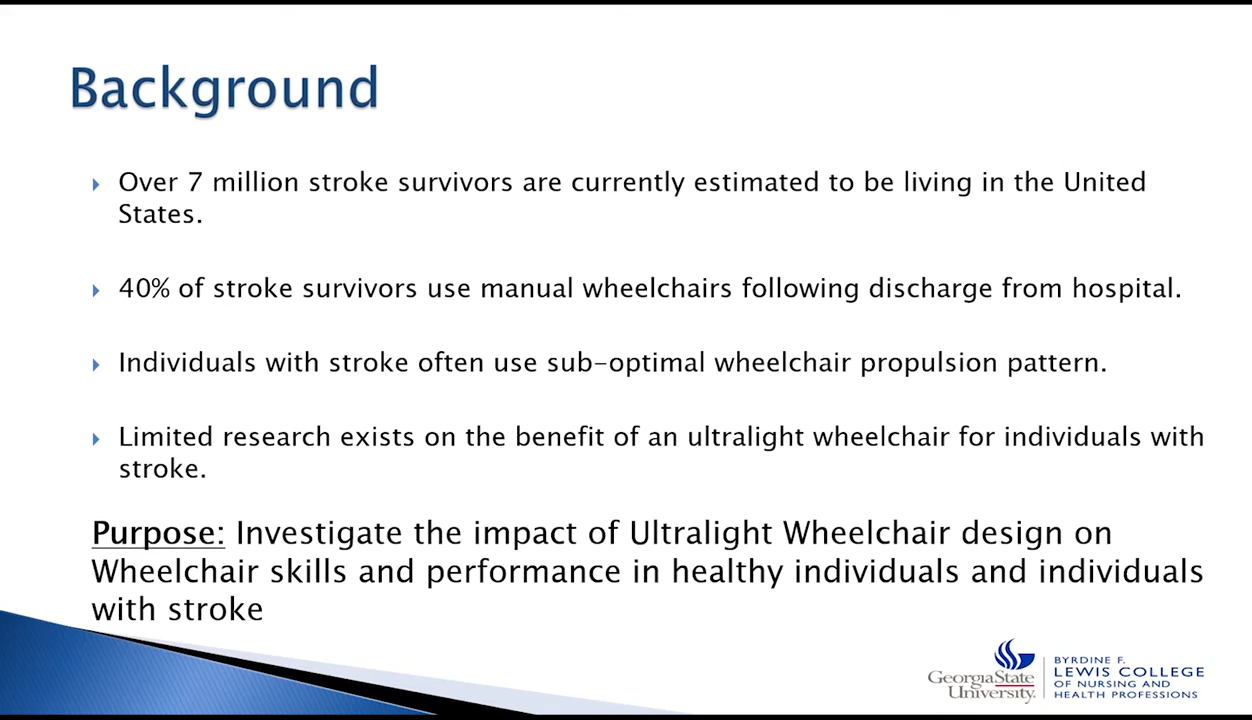 Background
Over 7 million stroke survivors are currently estimated to be living in the United
States.
40% of stroke survivors use manual wheelchairs following discharge from hospital.
Individuals with stroke often use sub-optimal wheelchair propulsion pattern.
Limited research exists on the benefit of an ultralight wheelchair for individuals with
stroke.
Purpose: Investigate the impact of Ultralight Wheelchair design on
Wheelchair skills and performance in healthy individuals and individuals
with stroke
GeorgiaState
University.
BYRDINE F.
LEWIS COLLEGE
OF NURSING AND
HEALTH PROFESSIONS